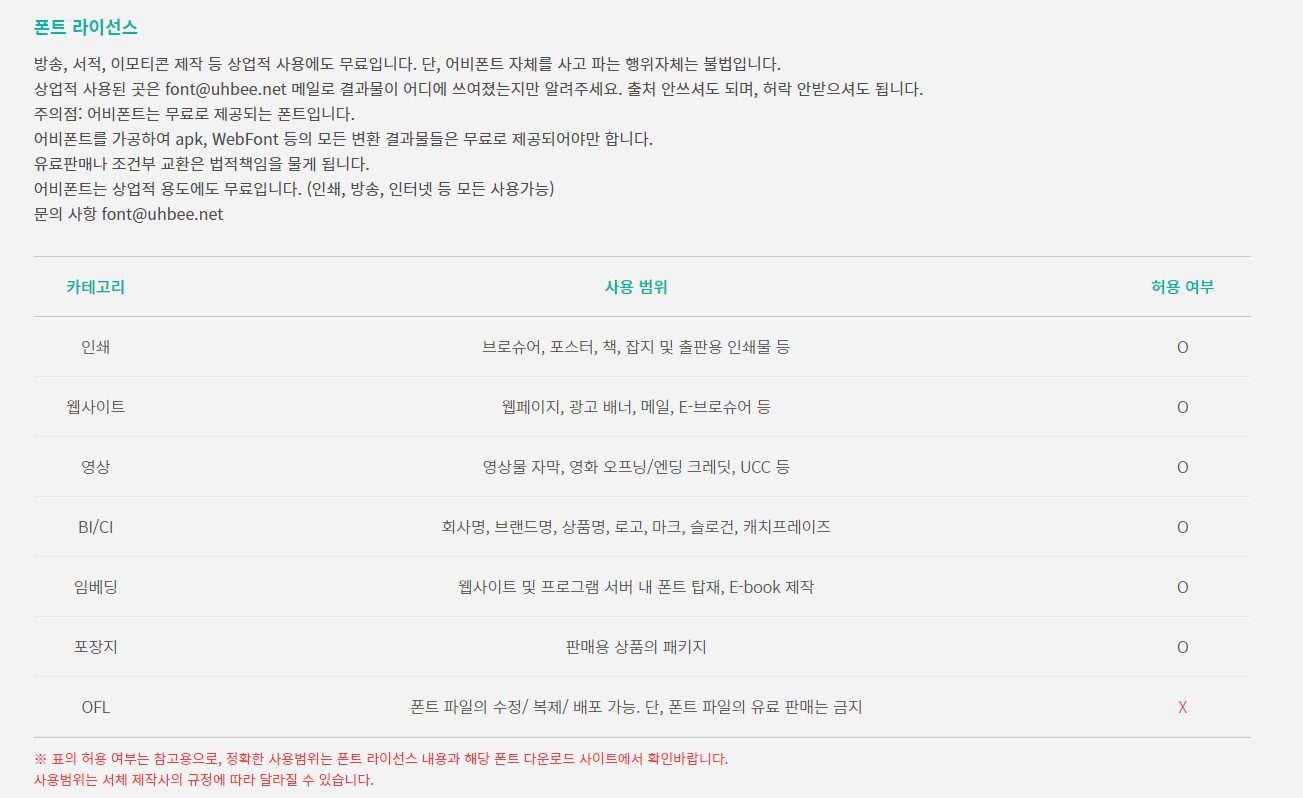 폰트 라이선스
방송, 서적, 이모티콘 제작 등 상업적 사용에도 무료입니다. 단, 어비폰트 자체를 사고 파는 행위자체는 불법입니다.
상업적 사용된 곳은 font@uhbee.net 메일로 결과물이 어디에 쓰여졌는지만 알려주세요. 출처 안쓰셔도 되며, 허락 안받으셔도 됩니다.
주의점: 어비폰트는 무료로 제공되는 폰트입니다.
어비폰트를 가공하여 apk, WebFont 등의 모든 변환 결과물들은 무료로 제공되어야만 합니다.
유료판매나 조건부 교환은 법적책임을 물게 됩니다.
어비폰트는 상업적 용도에도 무료입니다. (인쇄, 방송, 인터넷 등 모든 사용가능)
문의 사항 font@uhbee.net
카테고리 사용 범위 허용 여부
인쇄 브로슈어, 포스터, 책, 잡지 및 출판용 인쇄물 등 O
웹사이트 웹페이지, 광고 배너, 메일, E-브로슈어 등 O
영상 영상물 자막, 영화 오프닝/엔딩 크레딧, UCC 등 O
BI/CI 회사명, 브랜드명, 상품명, 로고, 마크, 슬로건, 캐치프레이즈 O
임베딩 웹사이트 및 프로그램 서버 내 폰트 탑재, E-book 제작 O
포장지 판매용 상품의 패키지 O
OFL 폰트 파일의 수정/ 복제/ 배포 가능. 단, 폰트 파일의 유료 판매는 금지 X
※ 표의 허용 여부는 참고용으로, 정확한 사용범위는 폰트 라이선스 내용과 해당 폰트 다운로드 사이트에서 확인바랍니다.
사용범위는 서체 제작사의 규정에 따라 달라질 수 있습니다.